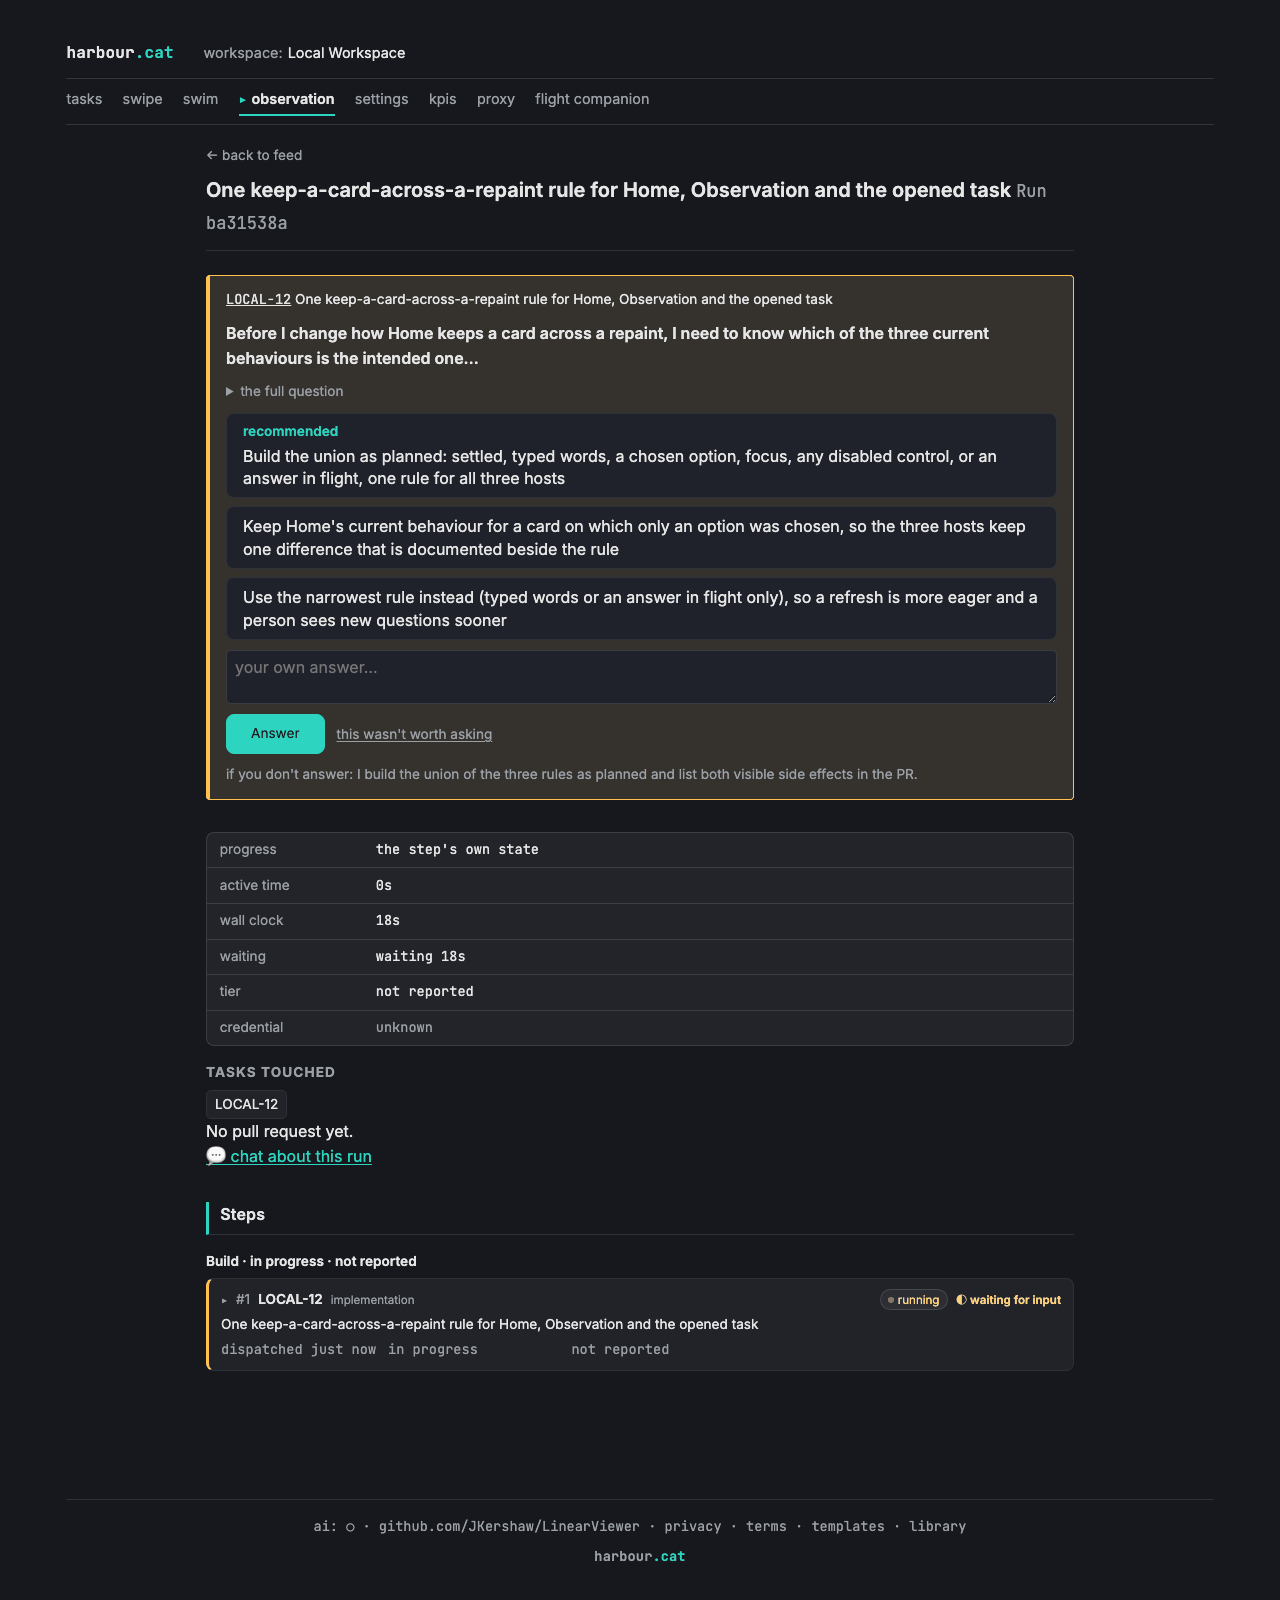 harbour.cat workspace: Local Workspace
tasks swipe swim ▸ observation settings kpis proxy flight companion
← back to feed
One keep-a-card-across-a-repaint rule for Home, Observation and the opened task Run
ba31538a
LOCAL-12 One keep-a-card-across-a-repaint rule for Home, Observation and the opened task
Before I change how Home keeps a card across a repaint, I need to know which of the three current
behaviours is the intended one…
▶ the full question
recommended
Build the union as planned: settled, typed words, a chosen option, focus, any disabled control, or an
answer in flight, one rule for all three hosts
Keep Home's current behaviour for a card on which only an option was chosen, so the three hosts keep
one difference that is documented beside the rule
Use the narrowest rule instead (typed words or an answer in flight only), so a refresh is more eager and a
person sees new questions sooner
your own answer…
Answer this wasn't worth asking
if you don't answer: I build the union of the three rules as planned and list both visible side effects in the PR.
progress the step's own state
active time 0s
wall clock 18s
waiting waiting 18s
tier not reported
credential unknown
TASKS TOUCHED
LOCAL-12
No pull request yet.
💬 chat about this run
Steps
Build · in progress · not reported
▸ #1 LOCAL-12 implementation running ◐ waiting for input
One keep-a-card-across-a-repaint rule for Home, Observation and the opened task
dispatched just now in progress not reported
ai: ○ · github.com/JKershaw/LinearViewer · privacy · terms · templates · library
harbour.cat